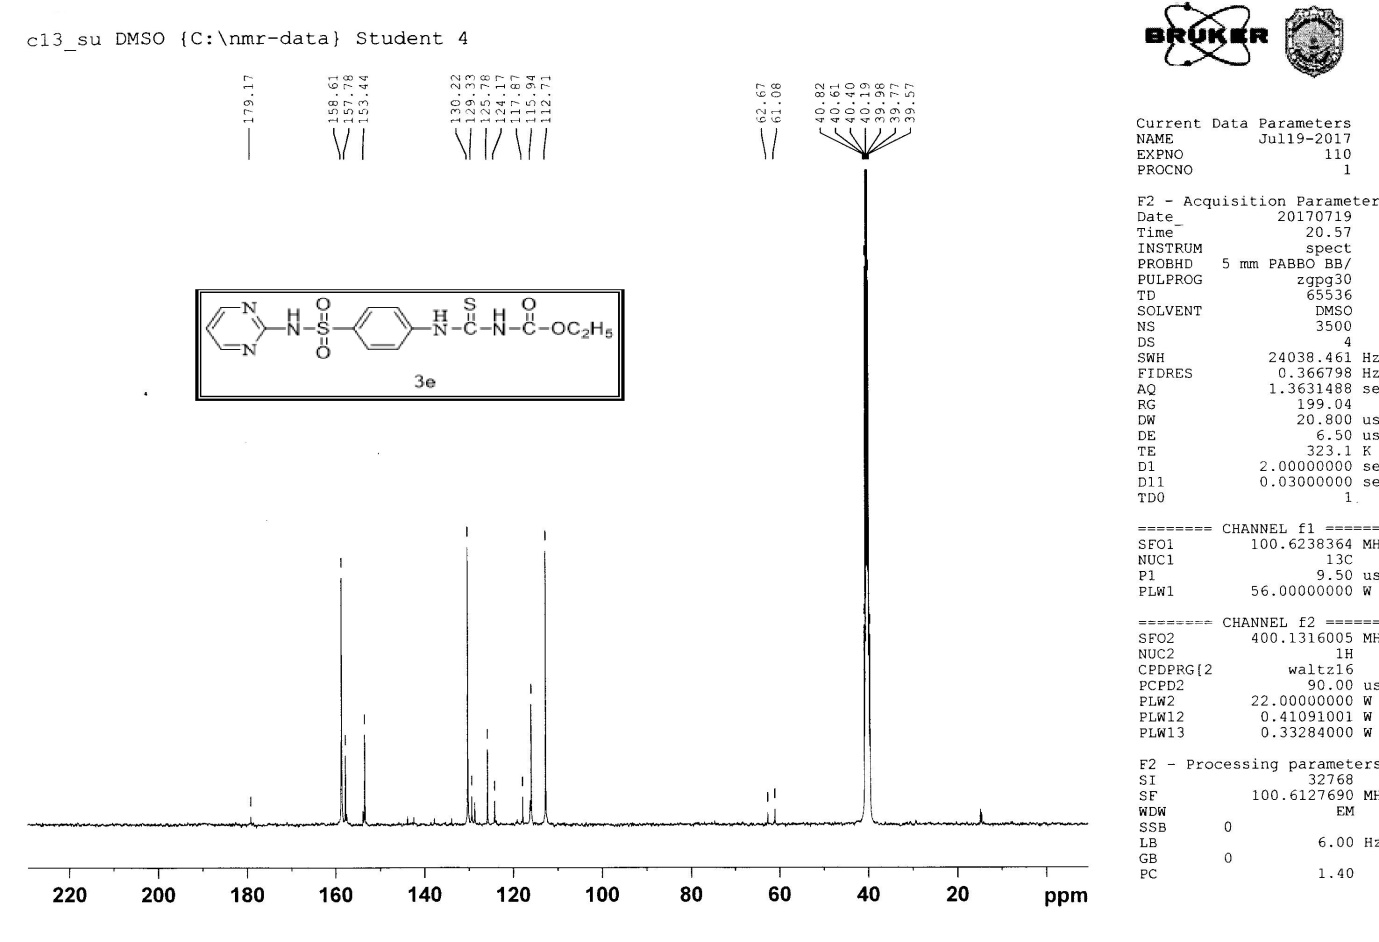 c13_su DMSO {C:\nmr-data} Student 4
BRUKER
179.17
158.61
157.78
153.44
130.22
129.33
125.78
124.17
117.87
115.94
112.71
62.67
61.08
40.82
40.61
40.40
40.19
39.98
39.77
39.57
N
N
H
N
O
S
O
H
N
S
C
H
N
O
C
OC₂H₅
3e
220 200 180 160 140 120 100 80 60 40 20 ppm
Current Data Parameters
NAME Jul19-2017
EXPNO 110
PROCNO 1
F2 - Acquisition Parameter
Date_ 20170719
Time 20.57
INSTRUM spect
PROBHD 5 mm PABBO BB/
PULPROG zgpg30
TD 65536
SOLVENT DMSO
NS 3500
DS 4
SWH 24038.461 Hz
FIDRES 0.366798 Hz
AQ 1.3631488 se
RG 199.04
DW 20.800 us
DE 6.50 us
TE 323.1 K
D1 2.00000000 se
D11 0.03000000 se
TD0 1
======== CHANNEL f1 ======
SFO1 100.6238364 MH
NUC1 13C
P1 9.50 us
PLW1 56.00000000 W
======== CHANNEL f2 ======
SFO2 400.1316005 MH
NUC2 1H
CPDPRG[2 waltz16
PCPD2 90.00 us
PLW2 22.00000000 W
PLW12 0.41091001 W
PLW13 0.33284000 W
F2 - Processing parameters
SI 32768
SF 100.6127690 MH
WDW EM
SSB 0
LB 6.00 Hz
GB 0
PC 1.40